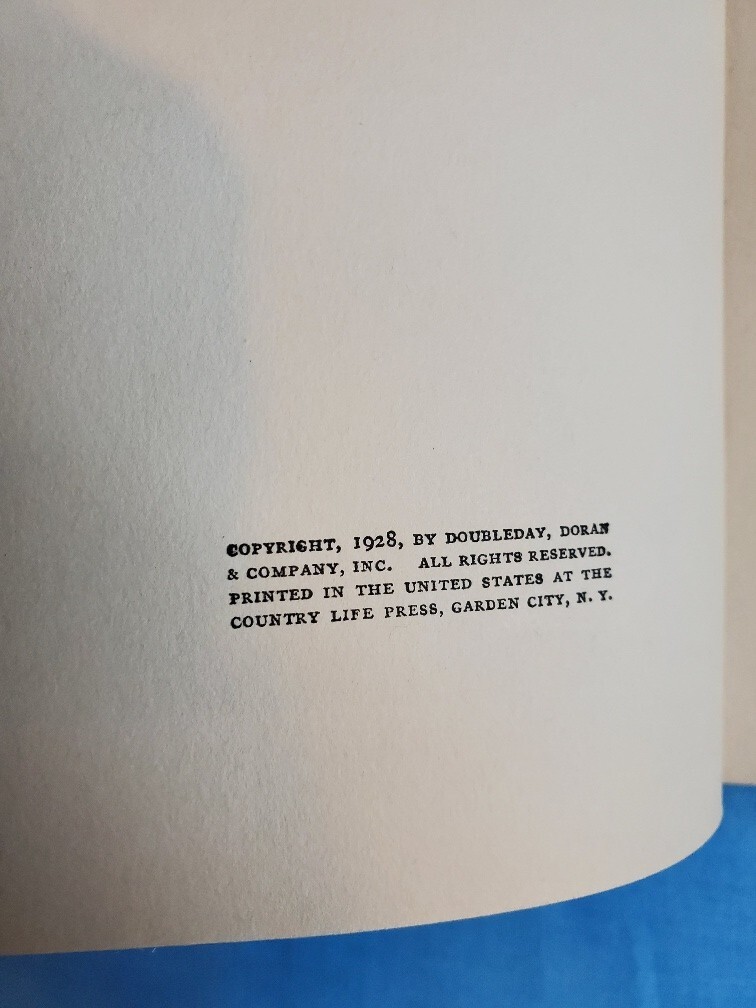 COPYRIGHT, 1928, BY DOUBLEDAY, DORAN
& COMPANY, INC. ALL RIGHTS RESERVED.
PRINTED IN THE UNITED STATES AT THE
COUNTRY LIFE PRESS, GARDEN CITY, N. Y.